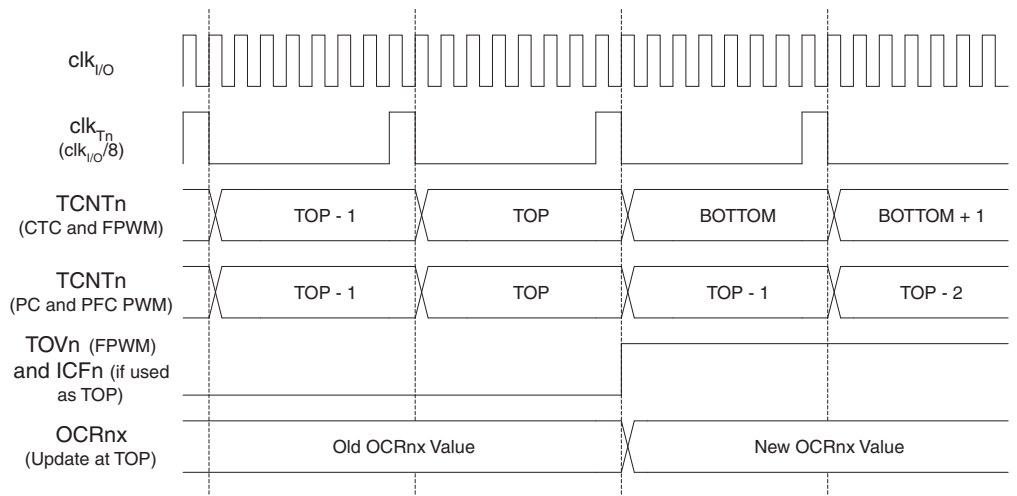 clkI/O
clkTn
(clkI/O/8)
TCNTn
(CTC and FPWM)
TOP - 1
TOP
BOTTOM
BOTTOM + 1
TCNTn
(PC and PFC PWM)
TOP - 1
TOP
TOP - 1
TOP - 2
TOVn (FPWM)
and ICFn (if used
as TOP)
OCRnx
(Update at TOP)
Old OCRnx Value
New OCRnx Value